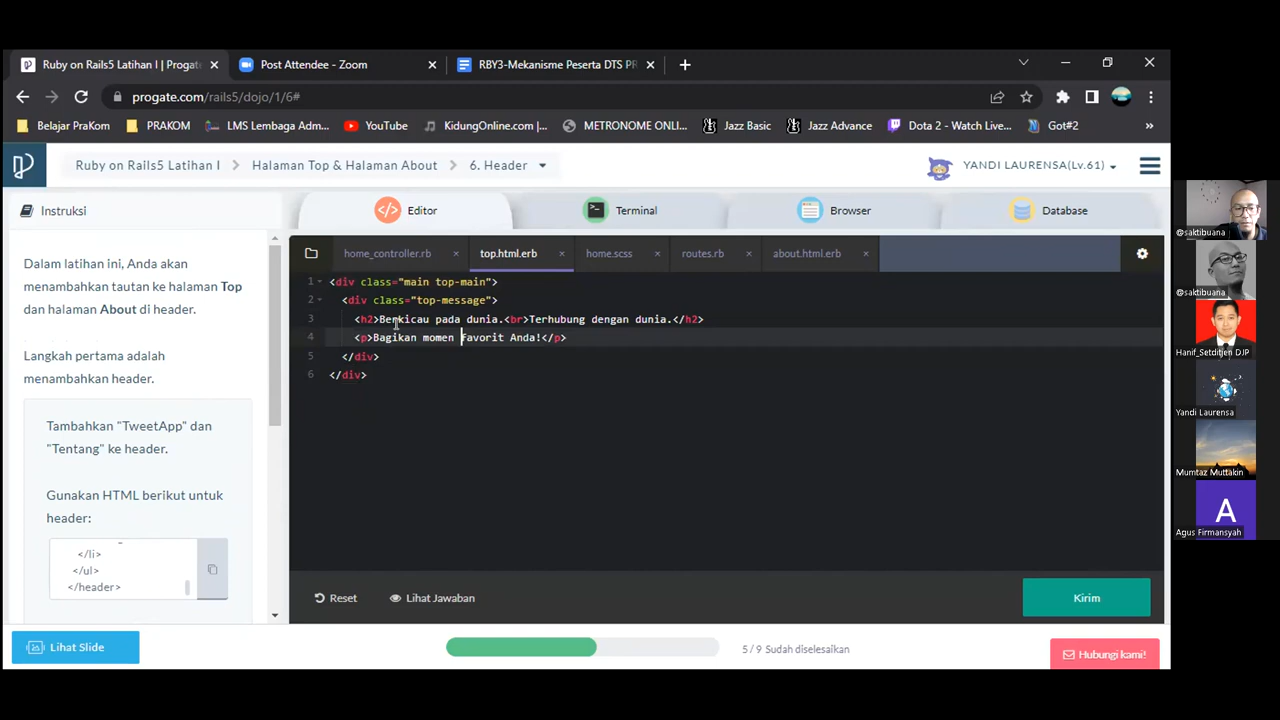 Ruby on Rails5 Latihan I | Progate
Post Attendee - Zoom
RBY3-Mekanisme Peserta DTS PR
progate.com/rails5/dojo/1/6#
Belajar PraKom
PRAKOM
LMS Lembaga Adm...
YouTube
KidungOnline.com |...
METRONOME ONLI...
Jazz Basic
Jazz Advance
Dota 2 - Watch Live...
Got#2
Ruby on Rails5 Latihan I
Halaman Top & Halaman About
6. Header
YANDI LAURENSA(Lv.61)
Instruksi
Editor
Terminal
Browser
Database
Dalam latihan ini, Anda akan
menambahkan tautan ke halaman Top
dan halaman About di header.
Langkah pertama adalah
menambahkan header.
Tambahkan "TweetApp" dan
"Tentang" ke header.
Gunakan HTML berikut untuk
header:
</li>
</ul>
</header>
home_controller.rb
top.html.erb
home.scss
routes.rb
about.html.erb
1 <div class="main top-main">
2 <div class="top-message">
3 <h2>Berkicau pada dunia.<br>Terhubung dengan dunia.</h2>
4 <p>Bagikan momen favorit Anda!</p>
5 </div>
6 </div>
Reset
Lihat Jawaban
Kirim
Lihat Slide
5 / 9 Sudah diselesaikan
Hubungi kami!
@saktibuana
@saktibuana
Hanif_Setditjen DJP
Yandi Laurensa
Mumtaz Muttakin
A
Agus Firmansyah